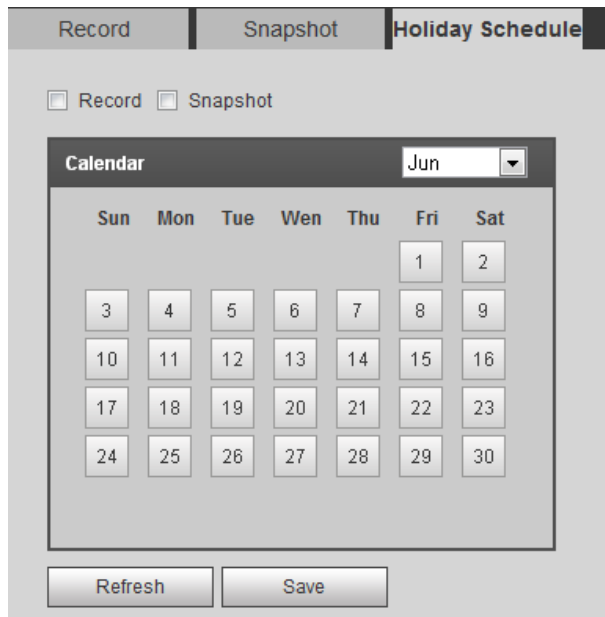 Record Snapshot Holiday Schedule
Record Snapshot
Calendar Jun
Sun Mon Tue Wen Thu Fri Sat
1 2
3 4 5 6 7 8 9
10 11 12 13 14 15 16
17 18 19 20 21 22 23
24 25 26 27 28 29 30
Refresh Save